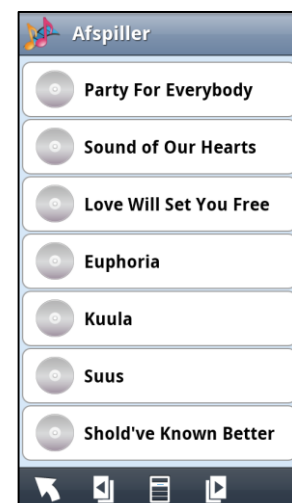 Afspiller
Party For Everybody
Sound of Our Hearts
Love Will Set You Free
Euphoria
Kuula
Suus
Shold've Known Better